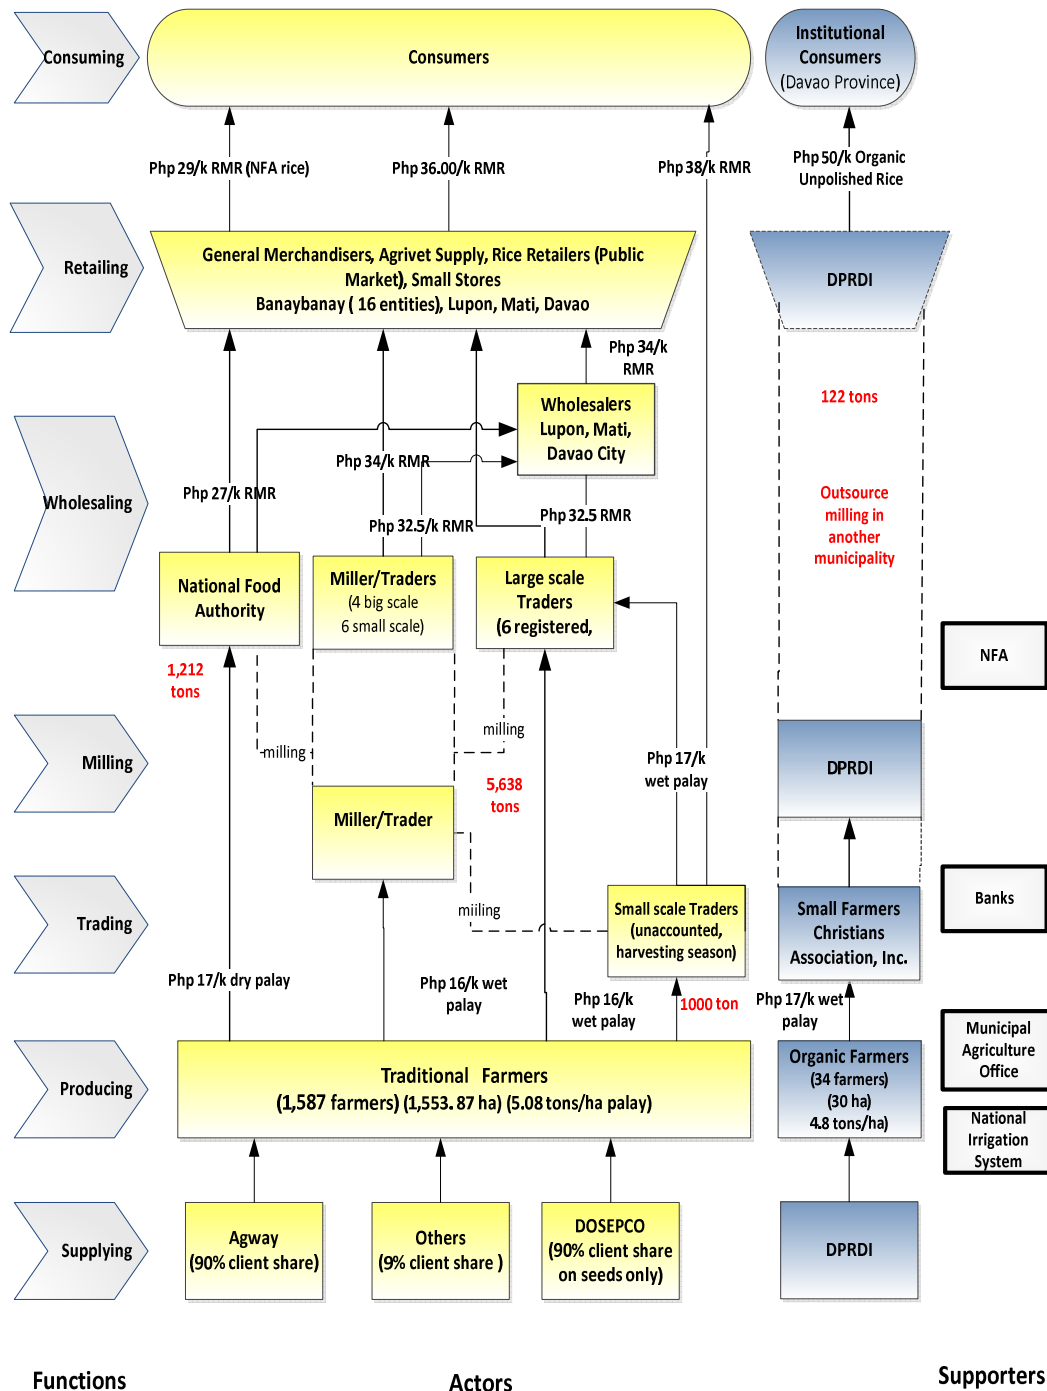 Consuming
Consumers
Institutional
Consumers
(Davao Province)
Php 29/k RMR (NFA rice)
Php 36.00/k RMR
Php 38/k RMR
Php 50/k Organic
Unpolished Rice
Retailing
General Merchandisers, Agrivet Supply, Rice Retailers (Public
Market), Small Stores
Banaybanay ( 16 entities), Lupon, Mati, Davao
DPRDI
Php 34/k
RMR
Wholesaling
Wholesalers
Lupon, Mati,
Davao City
122 tons
Php 34/k RMR
Php 27/k RMR
Php 32.5/k RMR
Php 32.5 RMR
Outsource
milling in
another
municipality
National Food
Authority
Miller/Traders
(4 big scale
6 small scale)
Large scale
Traders
(6 registered,
NFA
1,212
tons
milling
milling
Milling
5,638
tons
Php 17/k
wet palay
DPRDI
Miller/Trader
Trading
miiling
Small scale Traders
(unaccounted,
harvesting season)
Small Farmers
Christians
Association, Inc.
Banks
Php 17/k dry palay
Php 16/k wet
palay
Php 16/k
wet palay
1000 ton
Php 17/k wet
palay
Producing
Traditional Farmers
(1,587 farmers) (1,553. 87 ha) (5.08 tons/ha palay)
Organic Farmers
(34 farmers)
(30 ha)
4.8 tons/ha)
Municipal
Agriculture
Office
National
Irrigation
System
Supplying
Agway
(90% client share)
Others
(9% client share )
DOSEPCO
(90% client share
on seeds only)
DPRDI
Functions
Actors
Supporters